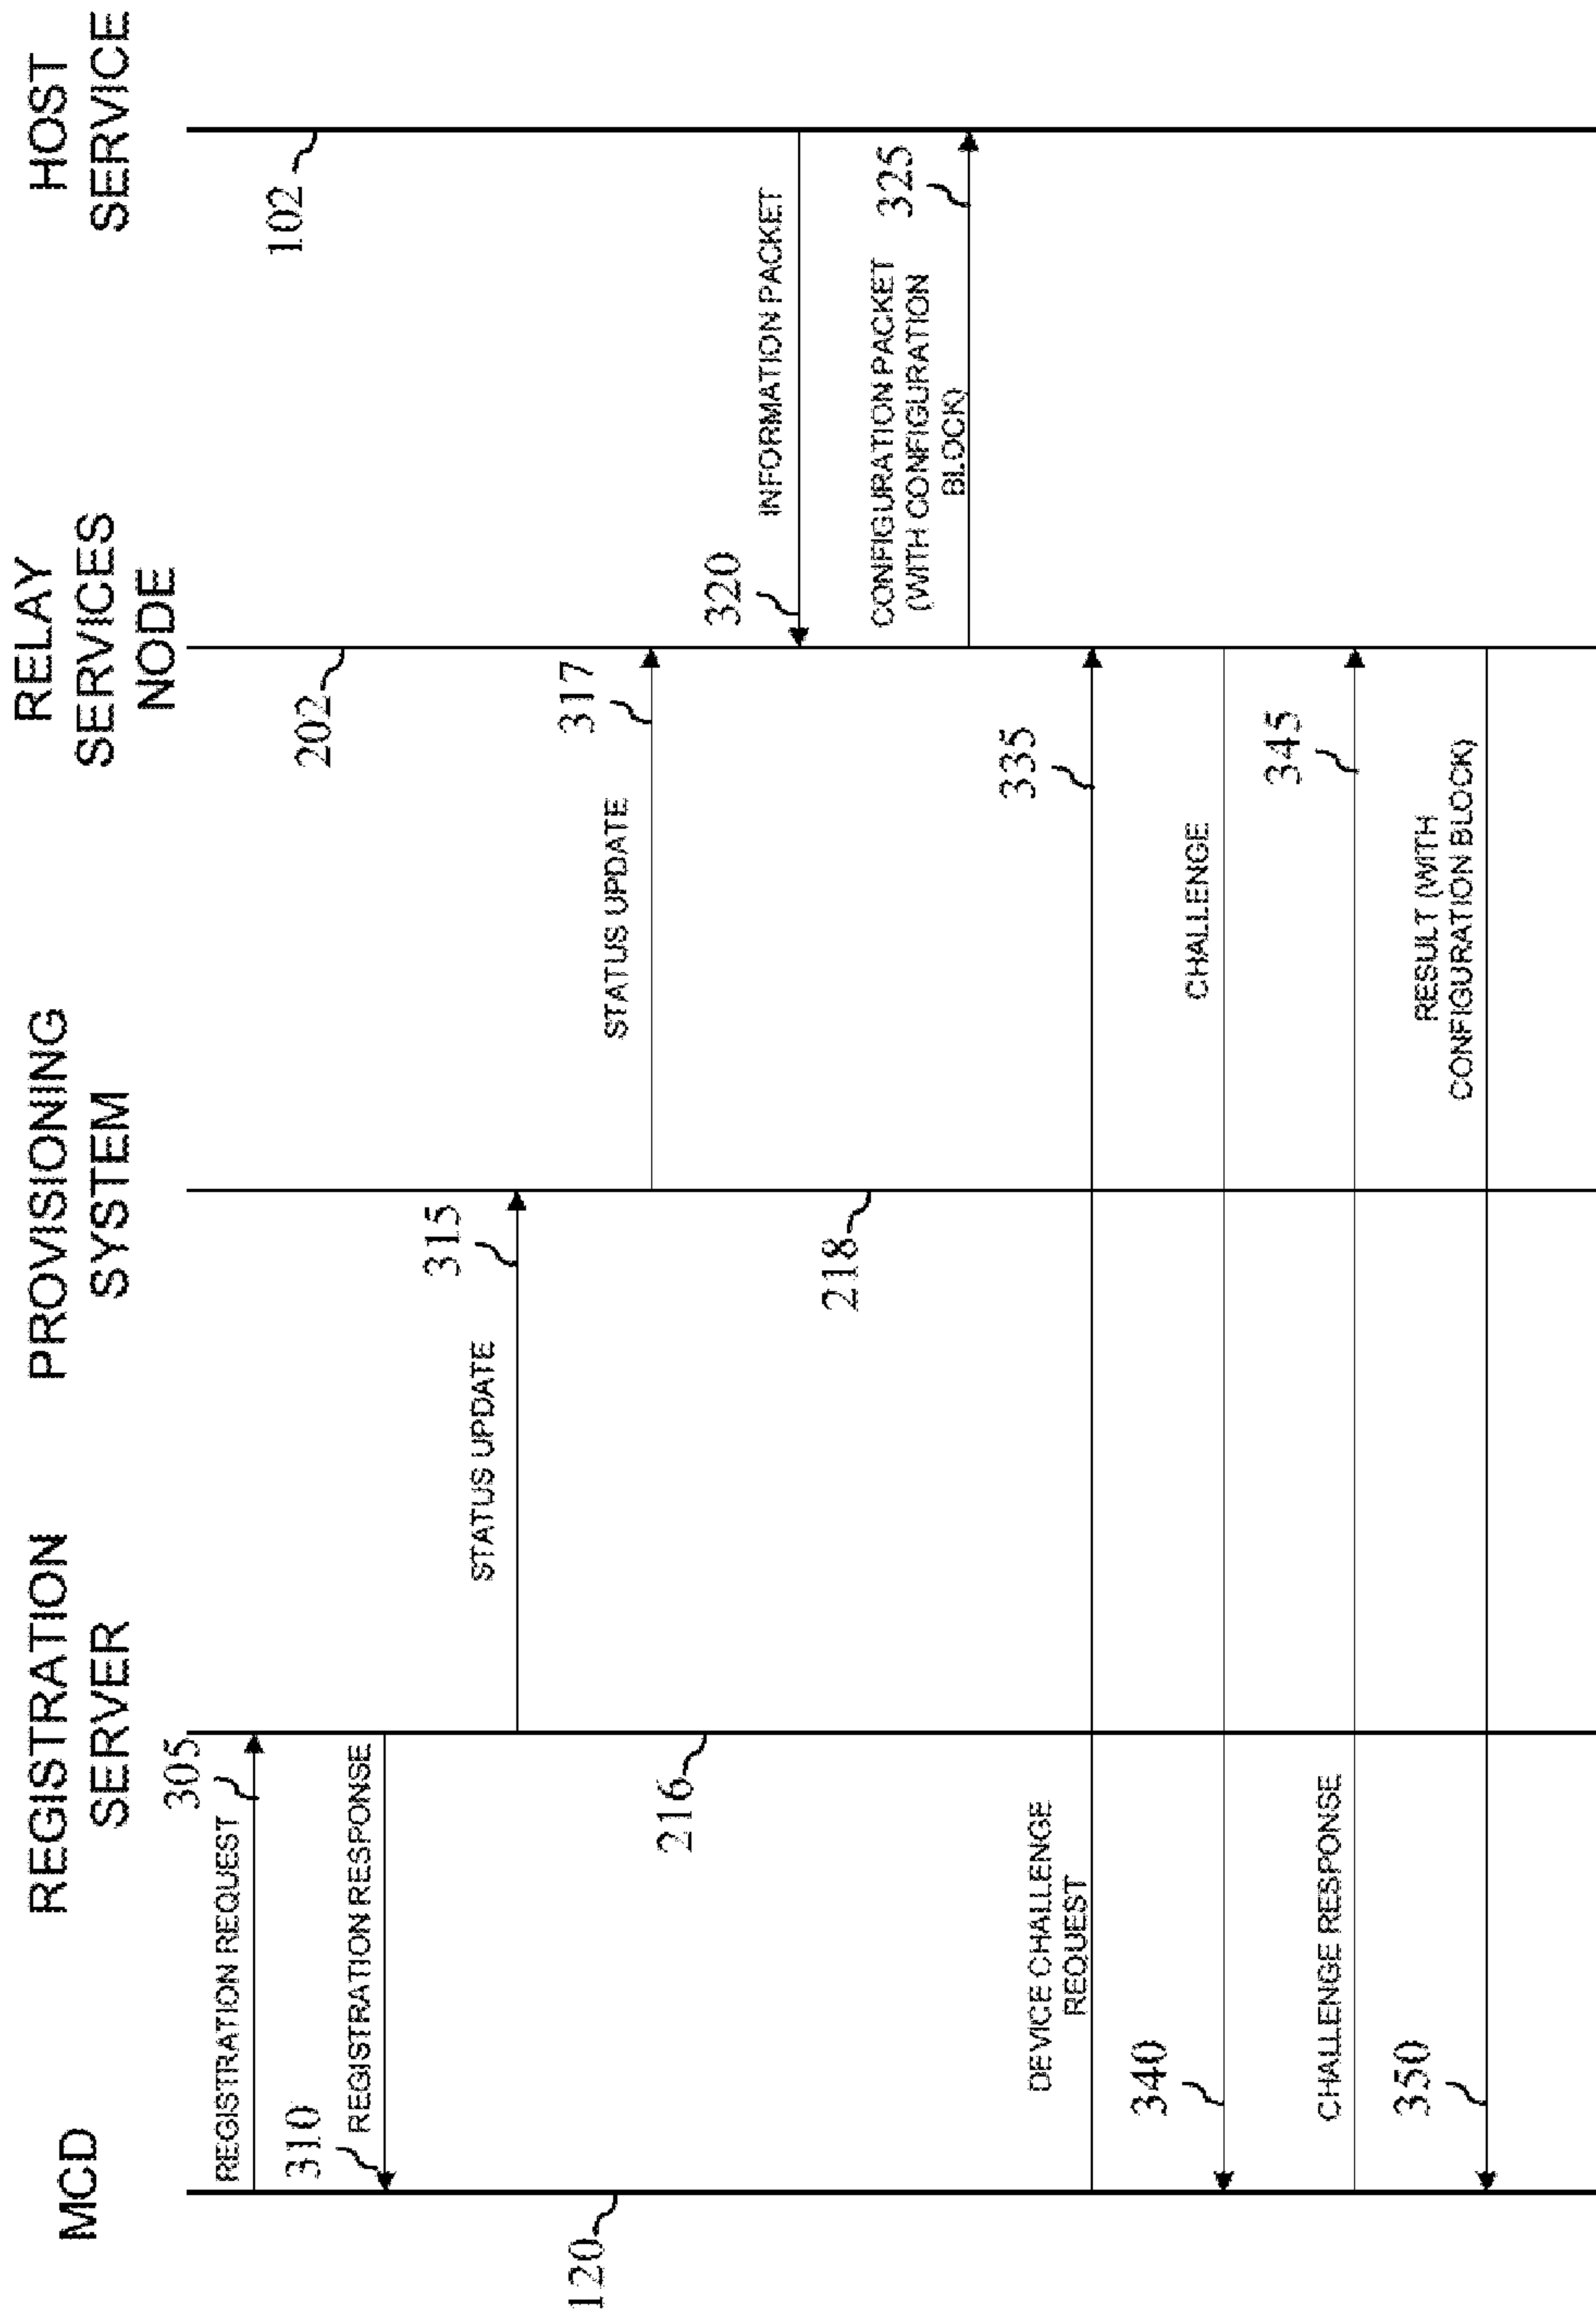 MCD
REGISTRATION
SERVER
PROVISIONING
SYSTEM
RELAY
SERVICES
NODE
HOST
SERVICE
305
REGISTRATION REQUEST
102
310
REGISTRATION RESPONSE
202
315
STATUS UPDATE
317
STATUS UPDATE
120
216
320
INFORMATION PACKET
218
CONFIGURATION PACKET
(WITH CONFIGURATION
BLOCK)
325
DEVICE CHALLENGE
REQUEST
335
340
CHALLENGE
CHALLENGE RESPONSE
345
350
RESULT (WITH
CONFIGURATION BLOCK)